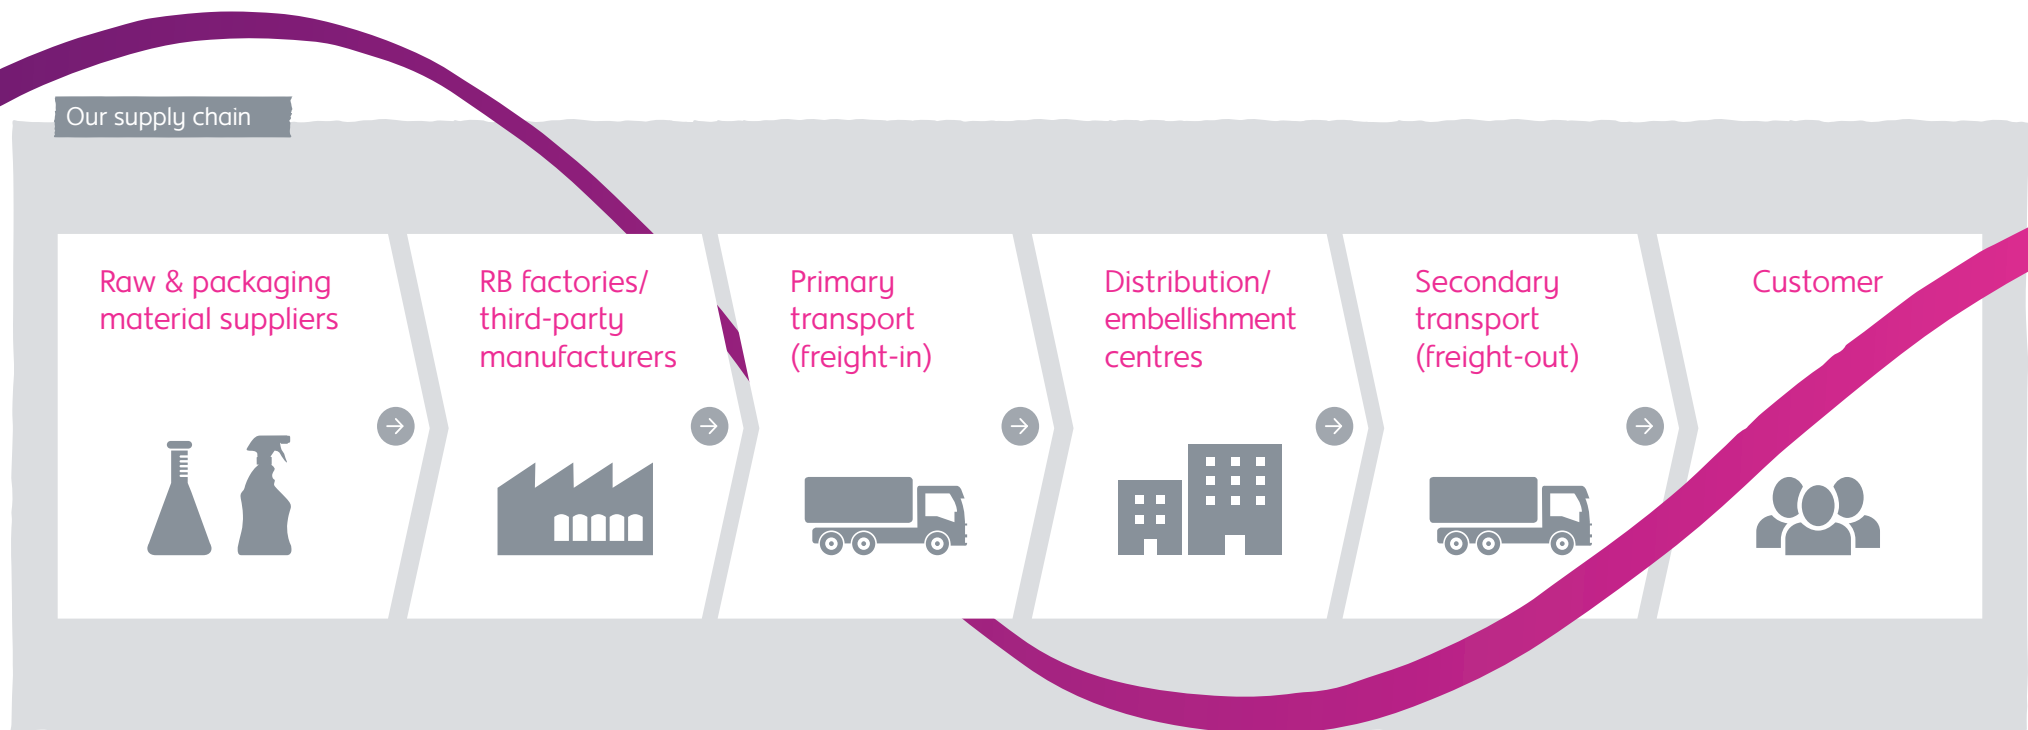 Our supply chain
Raw & packaging
material suppliers
RB factories/
third-party
manufacturers
Primary
transport
(freight-in)
Distribution/
embellishment
centres
Secondary
transport
(freight-out)
Customer